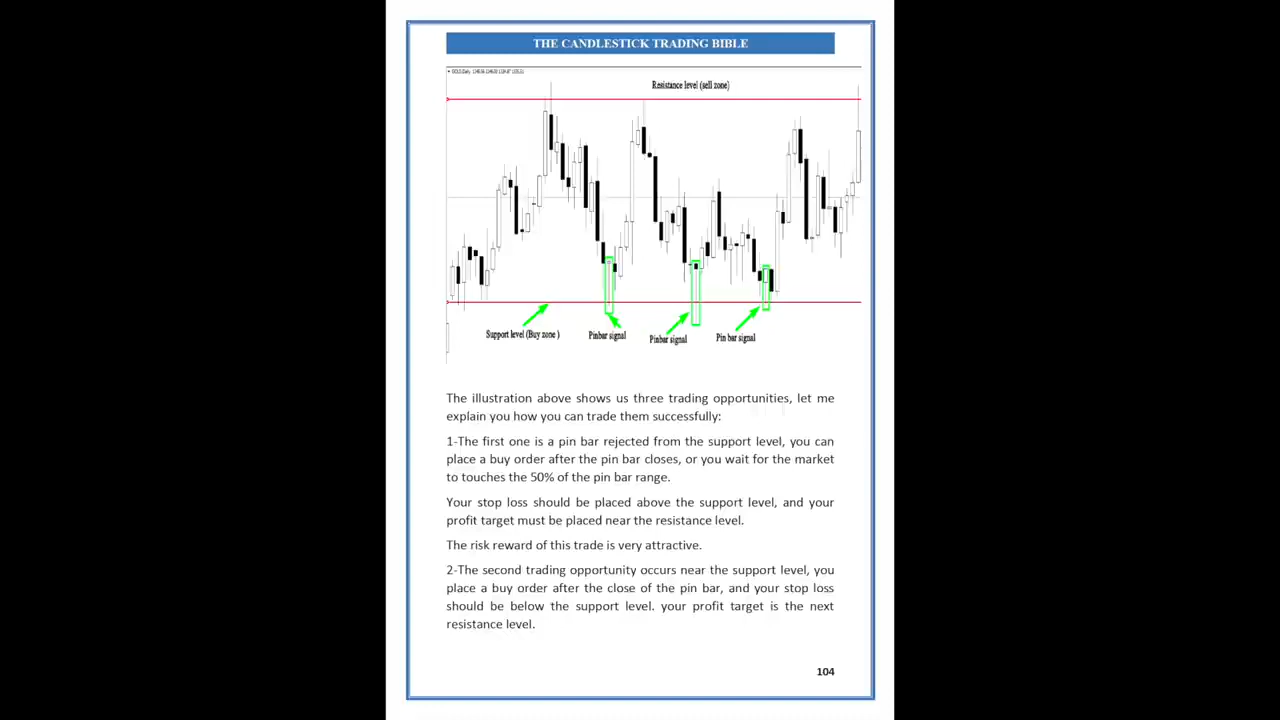 THE CANDLESTICK TRADING BIBLE
Resistance level (sell zone)
Support level (Buy zone )
Pinbar signal
Pinbar signal
Pin bar signal
The illustration above shows us three trading opportunities, let me
explain you how you can trade them successfully:
1-The first one is a pin bar rejected from the support level, you can
place a buy order after the pin bar closes, or you wait for the market
to touches the 50% of the pin bar range.
Your stop loss should be placed above the support level, and your
profit target must be placed near the resistance level.
The risk reward of this trade is very attractive.
2-The second trading opportunity occurs near the support level, you
place a buy order after the close of the pin bar, and your stop loss
should be below the support level. your profit target is the next
resistance level.
104